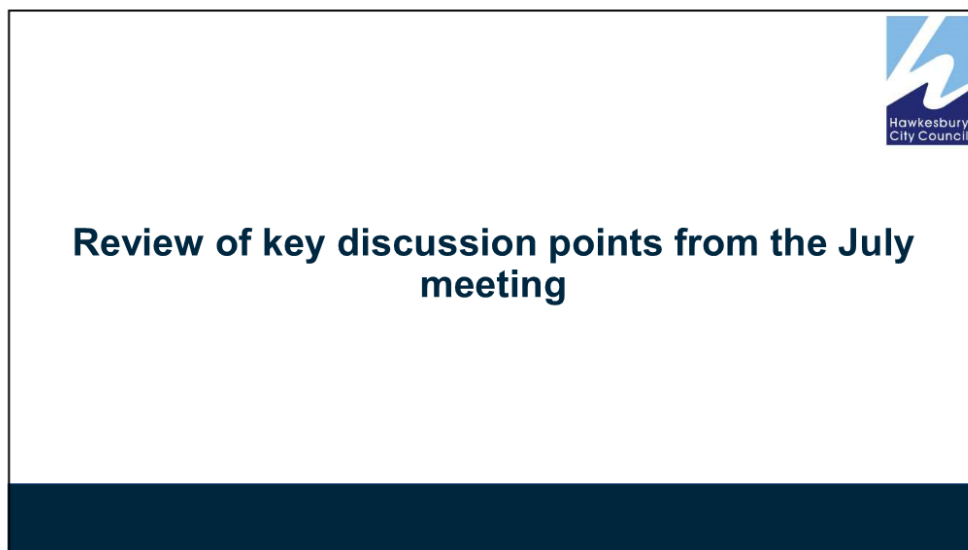 Hawkesbury
City Council
Review of key discussion points from the July
meeting